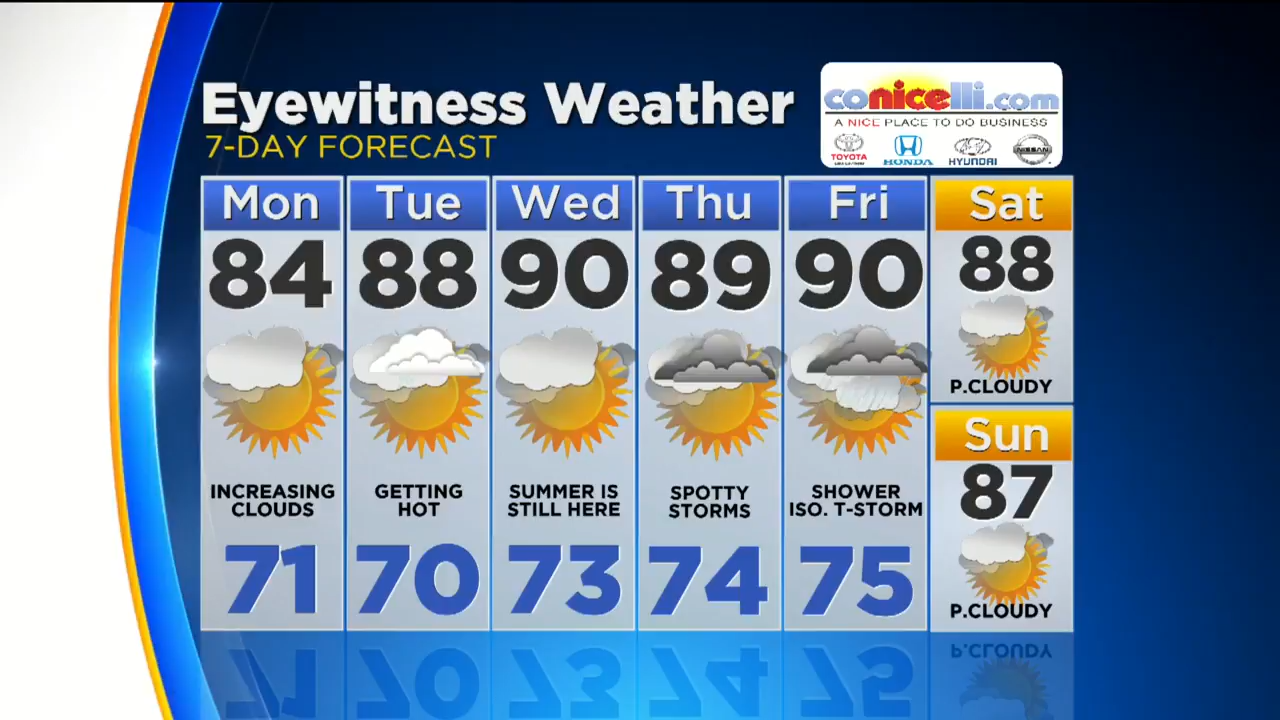 Eyewitness Weather
7-DAY FORECAST
conicelli.com
A NICE PLACE TO DO BUSINESS
TOYOTA
HONDA
HYUNDAI
NISSAN
Mon
84
INCREASING
CLOUDS
71
Tue
88
GETTING
HOT
70
Wed
90
SUMMER IS
STILL HERE
73
Thu
89
SPOTTY
STORMS
74
Fri
90
SHOWER
ISO. T-STORM
75
Sat
88
P.CLOUDY
Sun
87
P.CLOUDY